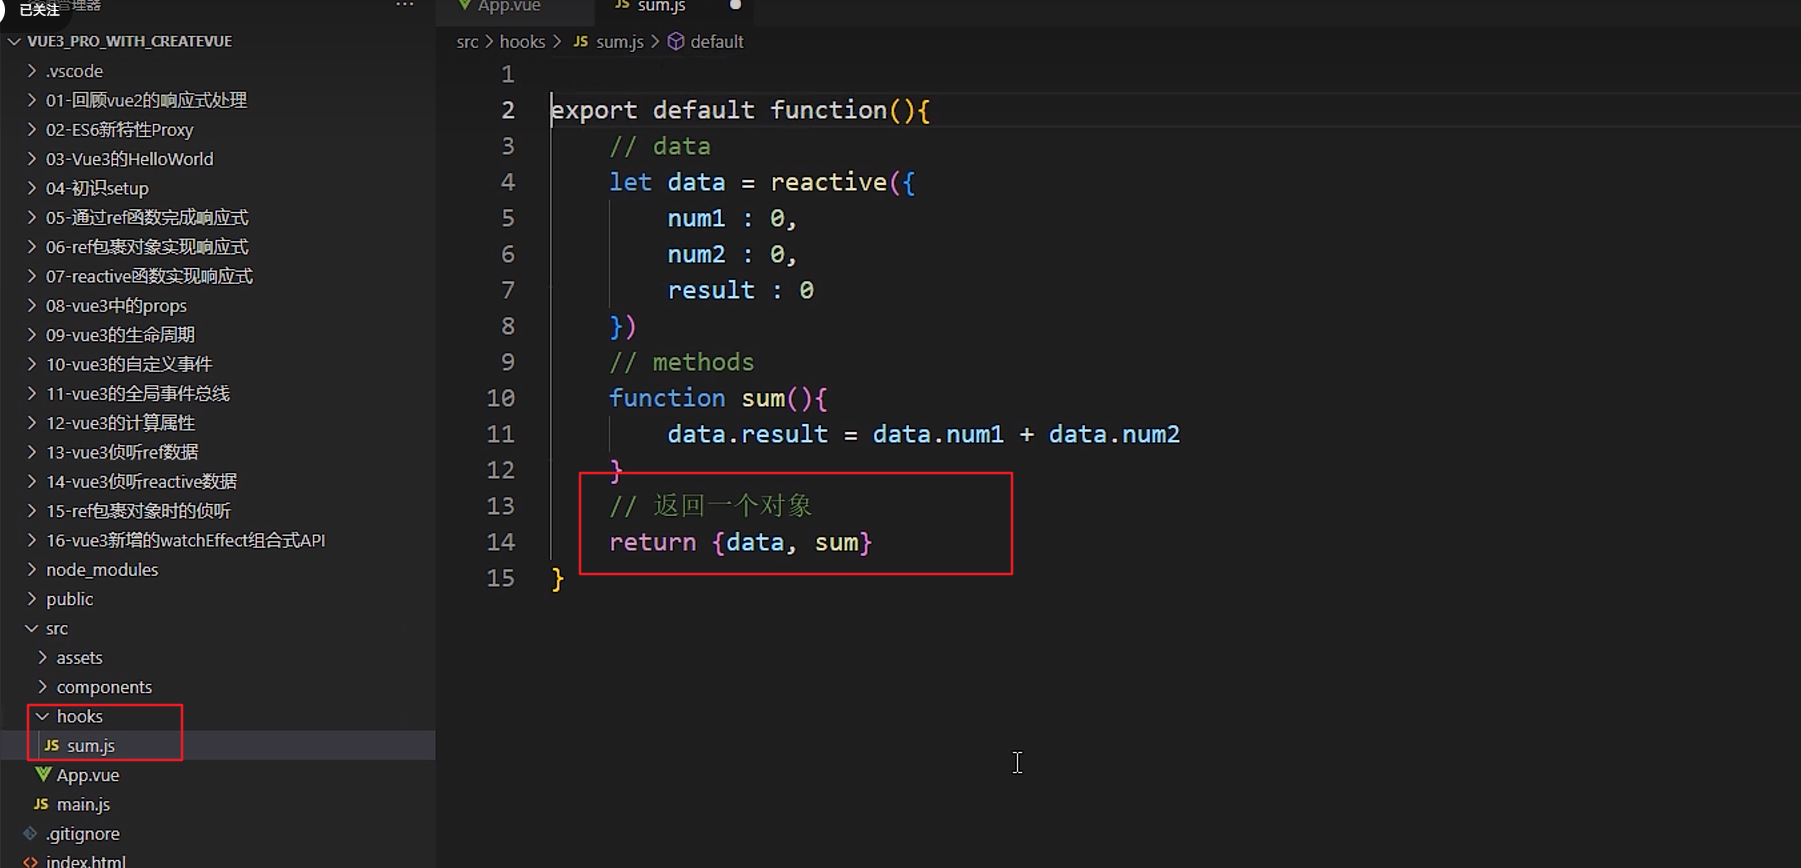 已关注
管理器
···
VUE3_PRO_WITH_CREATEVUE
.vscode
01-回顾vue2的响应式处理
02-ES6新特性Proxy
03-Vue3的HelloWorld
04-初识setup
05-通过ref函数完成响应式
06-ref包裹对象实现响应式
07-reactive函数实现响应式
08-vue3中的props
09-vue3的生命周期
10-vue3的自定义事件
11-vue3的全局事件总线
12-vue3的计算属性
13-vue3侦听ref数据
14-vue3侦听reactive数据
15-ref包裹对象时的侦听
16-vue3新增的watchEffect组合式API
node_modules
public
src
assets
components
hooks
JS sum.js
App.vue
JS main.js
.gitignore
index.html
App.vue
JS sum.js
src > hooks > JS sum.js > default
1
2 export default function(){
3 // data
4 let data = reactive({
5 num1 : 0,
6 num2 : 0,
7 result : 0
8 })
9 // methods
10 function sum(){
11 data.result = data.num1 + data.num2
12 }
13 // 返回一个对象
14 return {data, sum}
15 }